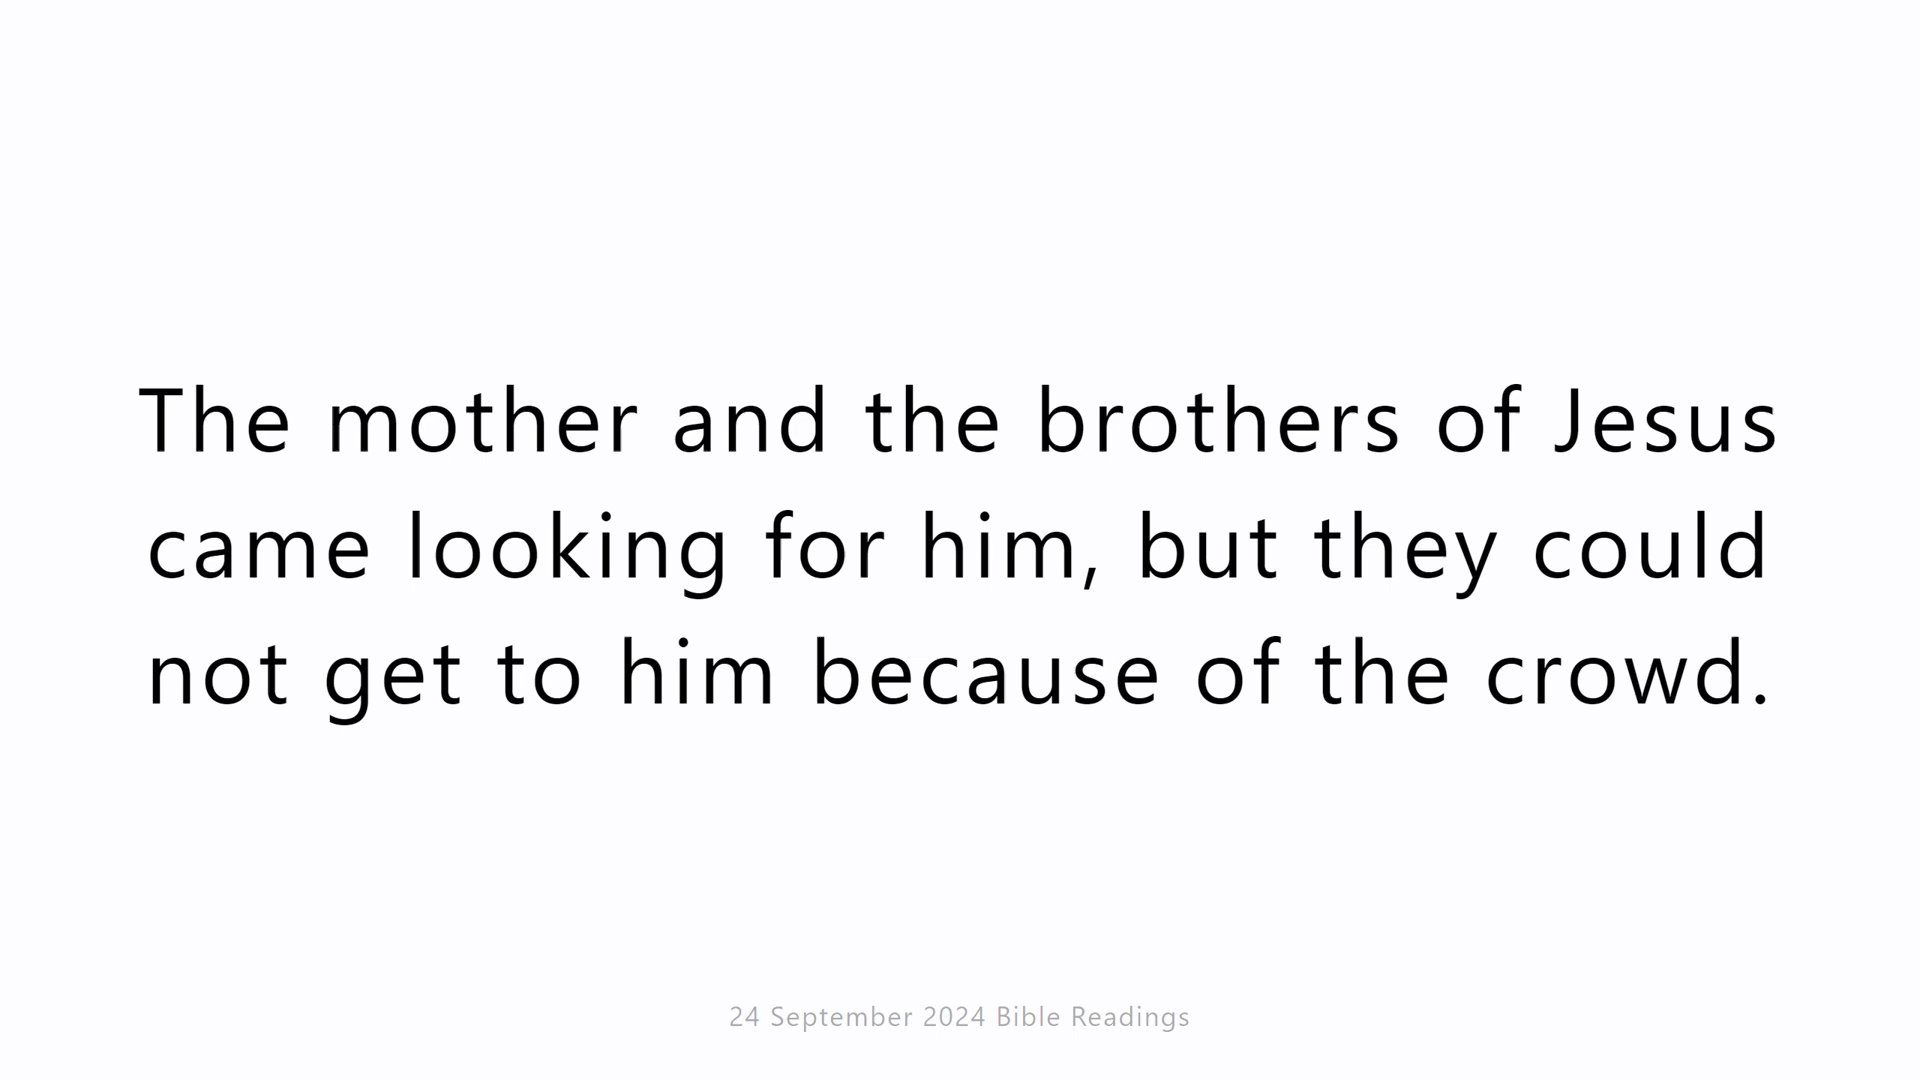 The mother and the brothers of Jesus
came looking for him, but they could
not get to him because of the crowd.
24 September 2024 Bible Readings